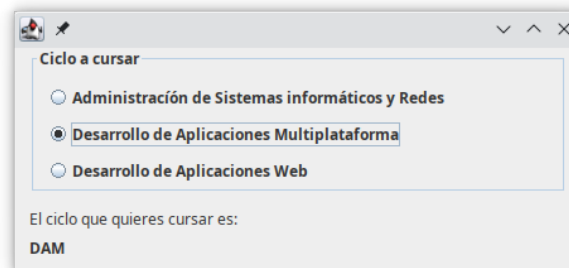 Ciclo a cursar
Administracíón de Sistemas informáticos y Redes
Desarrollo de Aplicaciones Multiplataforma
Desarrollo de Aplicaciones Web
El ciclo que quieres cursar es:
DAM